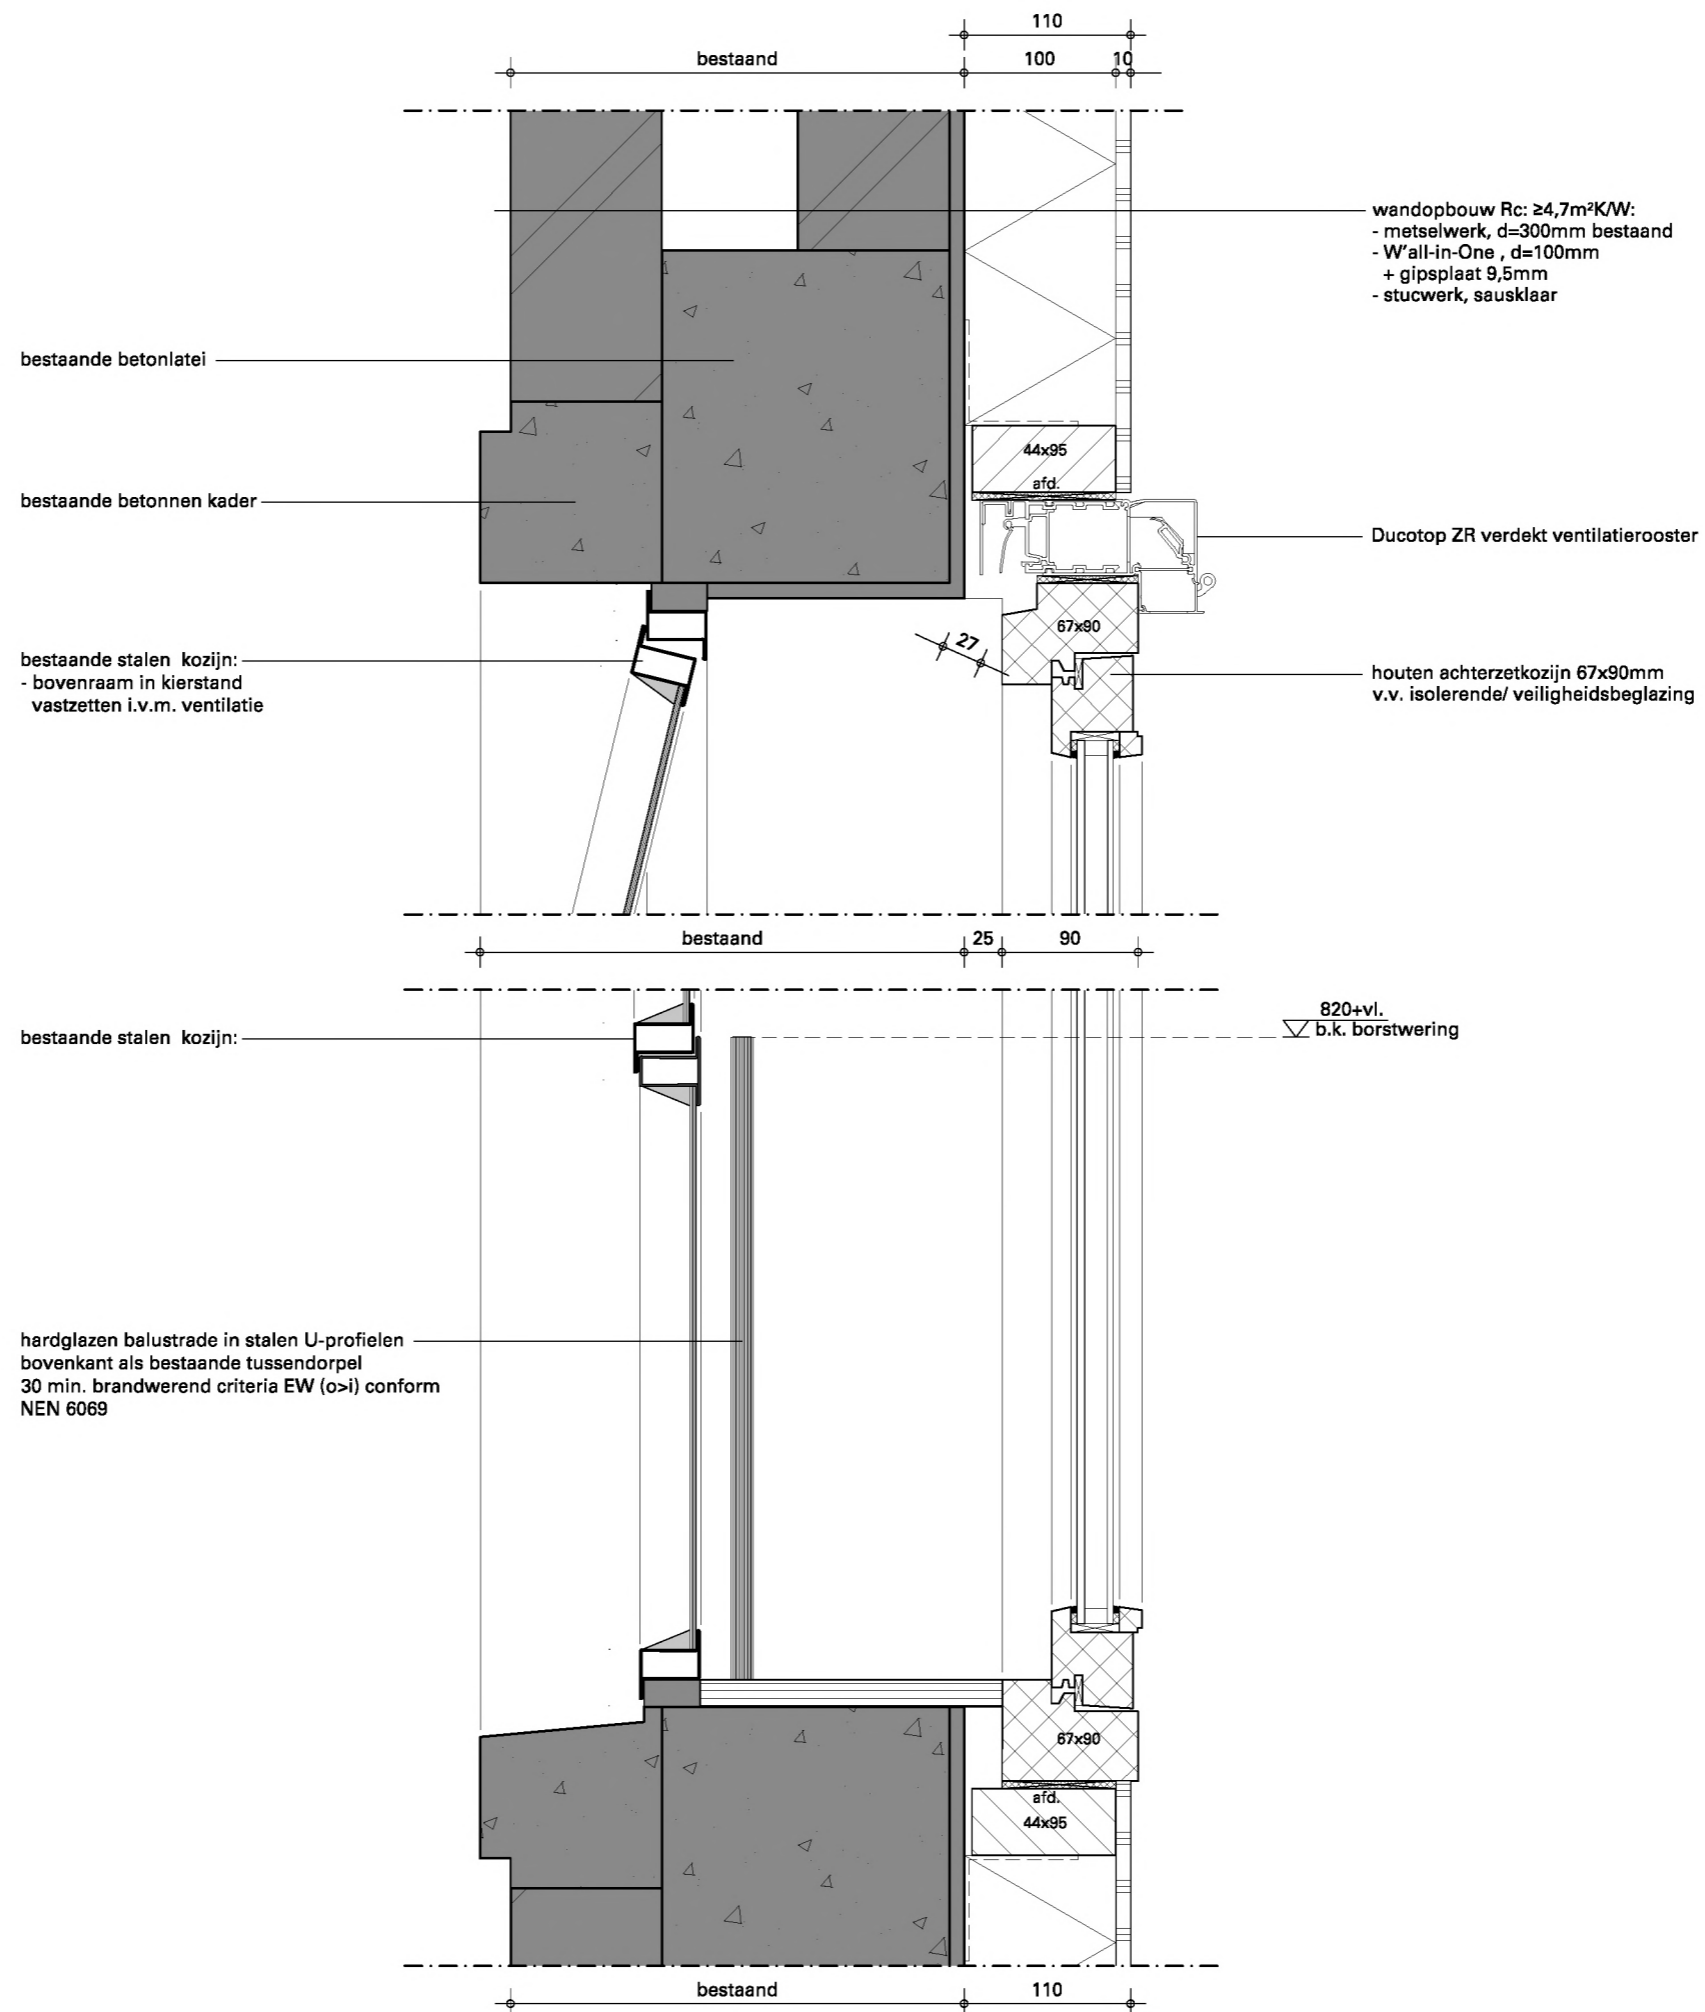 110
bestaand
100
10
wandopbouw Rc: ≥4,7m²K/W:
- metselwerk, d=300mm bestaand
- W'all-in-One , d=100mm
+ gipsplaat 9,5mm
- stucwerk, sausklaar
bestaande betonlatei
44x95
afd.
bestaande betonnen kader
Ducotop ZR verdekt ventilatierooster
67x90
27
bestaande stalen kozijn:
- bovenraam in kierstand
vastzetten i.v.m. ventilatie
houten achterzetkozijn 67x90mm
v.v. isolerende/ veiligheidsbeglazing
bestaand
25
90
820+vl.
b.k. borstwering
bestaande stalen kozijn:
hardglazen balustrade in stalen U-profielen
bovenkant als bestaande tussendorpel
30 min. brandwerend criteria EW (o>i) conform
NEN 6069
67x90
afd.
44x95
bestaand
110